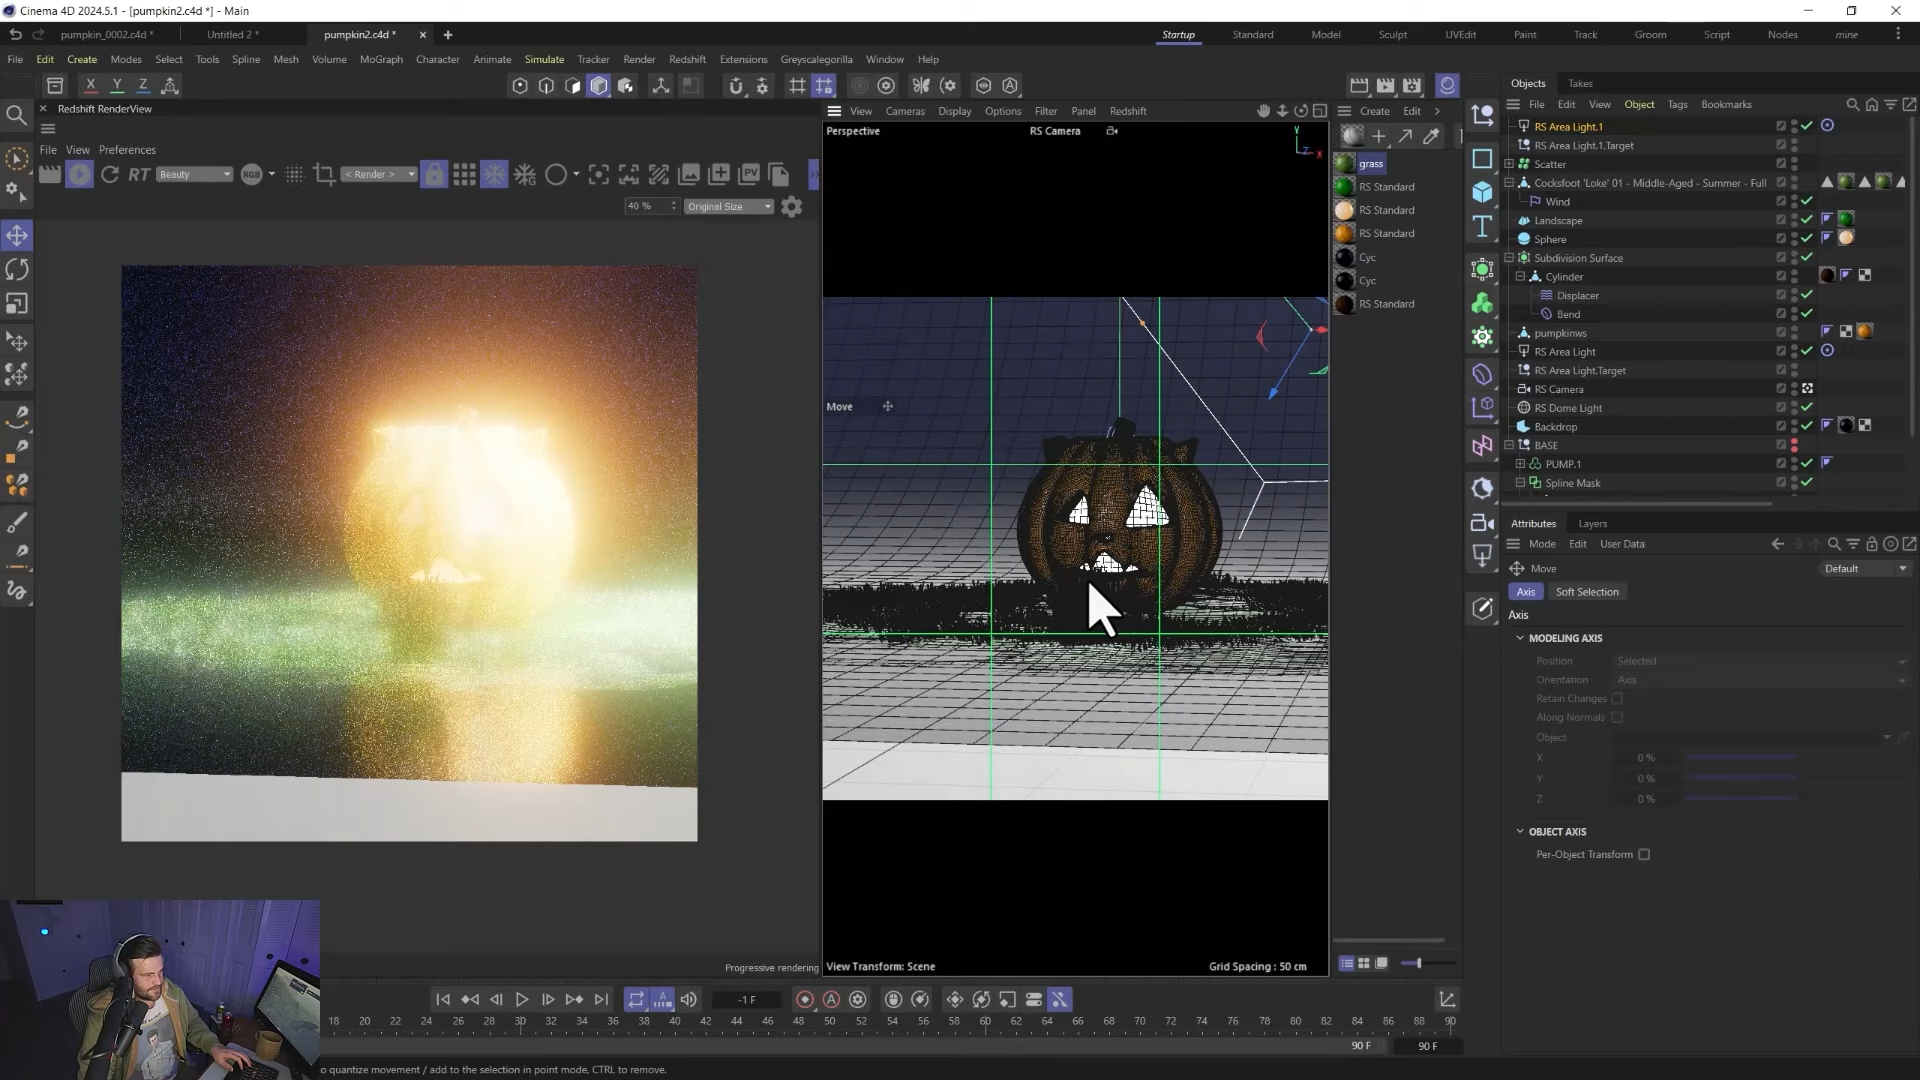 Cinema 4D 2024.5.1 - [pumpkin2.c4d *] - Main
pumpkin_0002.c4d *
Untitled 2 *
pumpkin2.c4d *
Startup
Standard
Model
Sculpt
UVEdit
Paint
Track
Groom
Script
Nodes
mine
File Edit Create Modes Select Tools Spline Mesh Volume MoGraph Character Animate Simulate Tracker Render Redshift Extensions Greyscalegorilla Window Help
X Y Z
Redshift RenderView
File View Preferences
RT
Beauty
RGB
< Render >
PV
40 %
Original Size
View Cameras Display Options Filter Panel Redshift
Perspective
RS Camera
Y
Z
X
Move
View Transform: Scene
Grid Spacing : 50 cm
Progressive rendering
Create Edit
grass
RS Standard
RS Standard
RS Standard
Cyc
Cyc
RS Standard
Objects
Takes
File Edit View Object Tags Bookmarks
RS Area Light.1
RS Area Light.1.Target
Scatter
Cocksfoot 'Loke' 01 - Middle-Aged - Summer - Full
Wind
Landscape
Sphere
Subdivision Surface
Cylinder
Displacer
Bend
pumpkinws
RS Area Light
RS Area Light.Target
RS Camera
RS Dome Light
Backdrop
BASE
PUMP.1
Spline Mask
Attributes
Layers
Mode Edit User Data
Move
Default
Axis
Soft Selection
Axis
MODELING AXIS
Position
Selected
Orientation
Axis
Retain Changes
Along Normals
Object
X
0 %
Y
0 %
Z
0 %
OBJECT AXIS
Per-Object Transform
-1 F
18 20 22 24 26 28 30 32 34 36 38 40 42 44 46 48 50 52 54 56 58 60 62 64 66 68 70 72 74 76 78 80 82 84 86 88 90
90 F
90 F
o quantize movement / add to the selection in point mode, CTRL to remove.